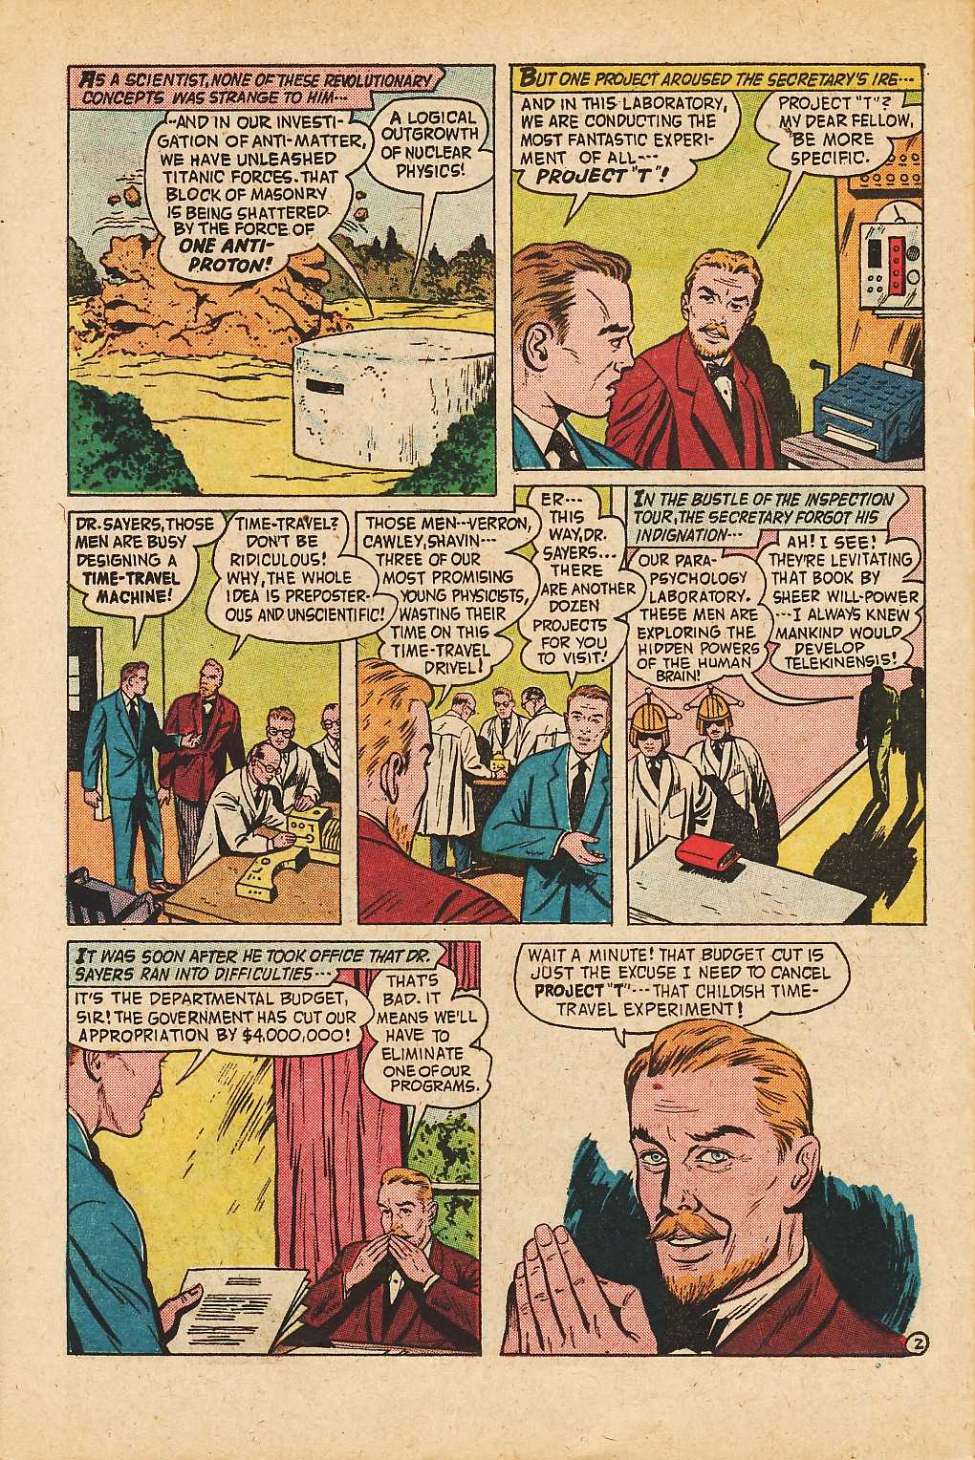 AS A SCIENTIST, NONE OF THESE REVOLUTIONARY
CONCEPTS WAS STRANGE TO HIM---
--AND IN OUR INVESTI-
GATION OF ANTI-MATTER,
WE HAVE UNLEASHED
TITANIC FORCES. THAT
BLOCK OF MASONRY
IS BEING SHATTERED
BY THE FORCE OF
ONE ANTI-
PROTON!
A LOGICAL
OUTGROWTH
OF NUCLEAR
PHYSICS!
BUT ONE PROJECT AROUSED THE SECRETARY'S IRE---
AND IN THIS LABORATORY,
WE ARE CONDUCTING THE
MOST FANTASTIC EXPERI-
MENT OF ALL---
PROJECT "T"!
PROJECT "T"?
MY DEAR FELLOW,
BE MORE
SPECIFIC.
DR. SAYERS, THOSE
MEN ARE BUSY
DESIGNING A
TIME-TRAVEL
MACHINE!
TIME-TRAVEL?
DON'T BE
RIDICULOUS!
WHY, THE WHOLE
IDEA IS PREPOSTER-
OUS AND UNSCIENTIFIC!
THOSE MEN---VERRON,
CAWLEY, SHAVIN---
THREE OF OUR
MOST PROMISING
YOUNG PHYSICISTS,
WASTING THEIR
TIME ON THIS
TIME-TRAVEL
DRIVEL!
ER---
THIS
WAY, DR.
SAYERS...
THERE
ARE ANOTHER
DOZEN
PROJECTS
FOR YOU
TO VISIT!
IN THE BUSTLE OF THE INSPECTION
TOUR, THE SECRETARY FORGOT HIS
INDIGNATION---
OUR PARA-
PSYCHOLOGY
LABORATORY.
THESE MEN ARE
EXPLORING THE
HIDDEN POWERS
OF THE HUMAN
BRAIN!
AH! I SEE!
THEY'RE LEVITATING
THAT BOOK BY
SHEER WILL-POWER
---I ALWAYS KNEW
MANKIND WOULD
DEVELOP
TELEKINENSIS!
IT WAS SOON AFTER HE TOOK OFFICE THAT DR.
SAYERS RAN INTO DIFFICULTIES---
IT'S THE DEPARTMENTAL BUDGET,
SIR! THE GOVERNMENT HAS CUT OUR
APPROPRIATION BY $4,000,000!
THAT'S
BAD. IT
MEANS WE'LL
HAVE TO
ELIMINATE
ONE OF OUR
PROGRAMS.
WAIT A MINUTE! THAT BUDGET CUT IS
JUST THE EXCUSE I NEED TO CANCEL
PROJECT "T"---THAT CHILDISH TIME-
TRAVEL EXPERIMENT!
2